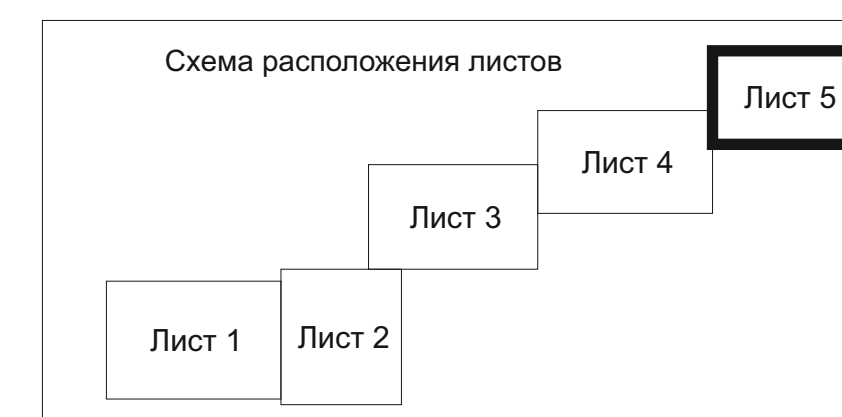 Схема расположения листов
Лист 5
Лист 4
Лист 3
Лист 1
Лист 2